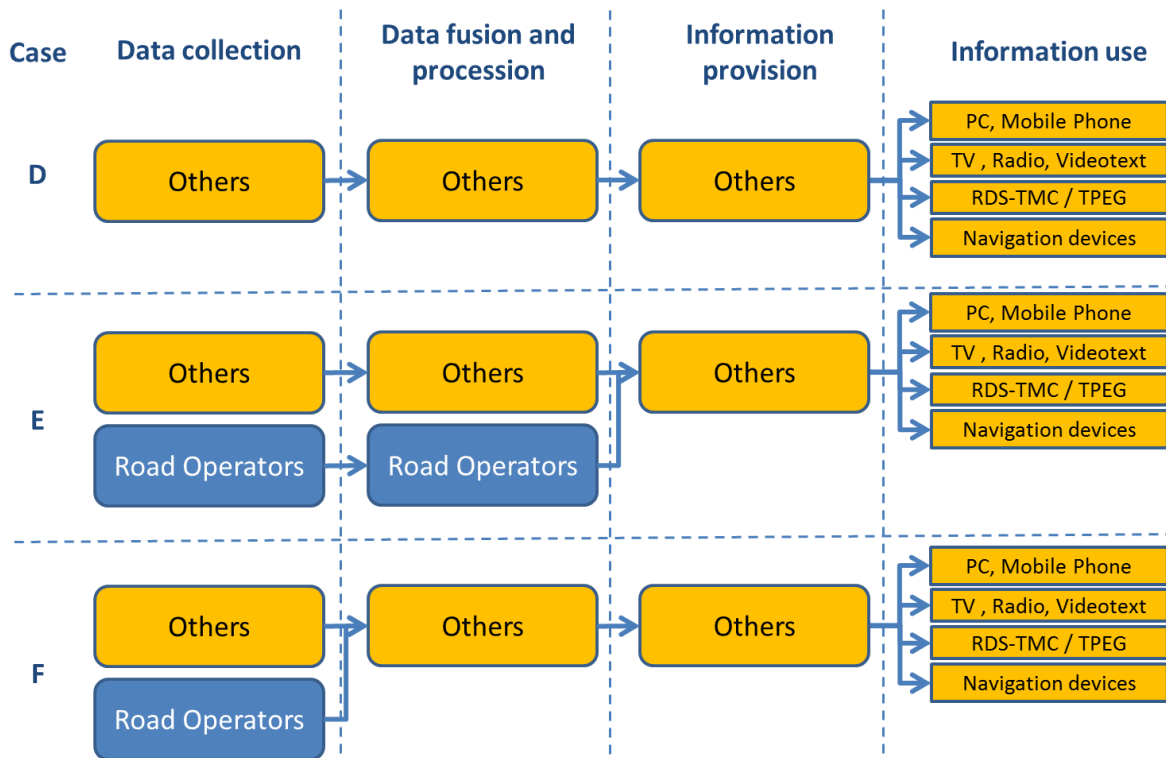 Case
Data collection
Data fusion and
procession
Information
provision
Information use
D
Others
Others
Others
PC, Mobile Phone
TV , Radio, Videotext
RDS-TMC / TPEG
Navigation devices
E
Others
Others
Others
Road Operators
Road Operators
PC, Mobile Phone
TV , Radio, Videotext
RDS-TMC / TPEG
Navigation devices
F
Others
Others
Others
Road Operators
PC, Mobile Phone
TV , Radio, Videotext
RDS-TMC / TPEG
Navigation devices